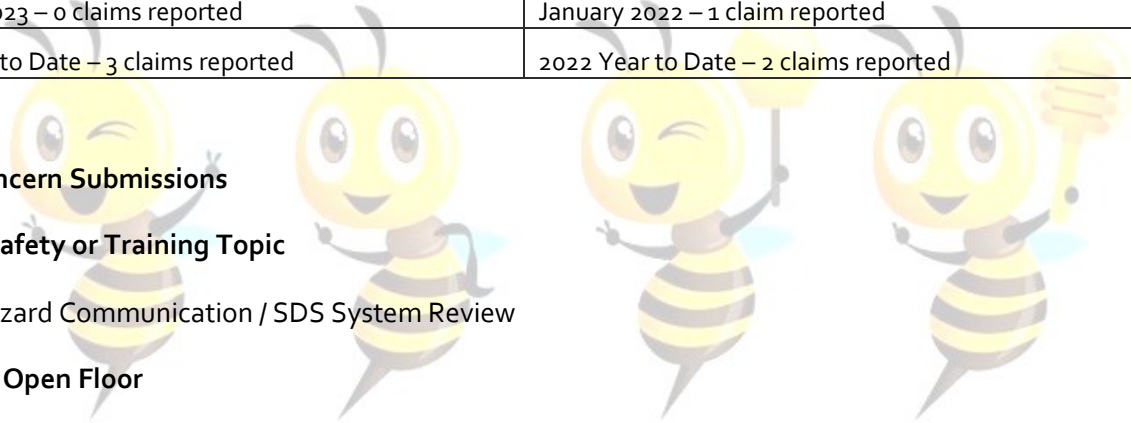 023 – 0 claims reported January 2022 – 1 claim reported
to Date – 3 claims reported 2022 Year to Date – 2 claims reported
ncern Submissions
afety or Training Topic
zard Communication / SDS System Review
Open Floor